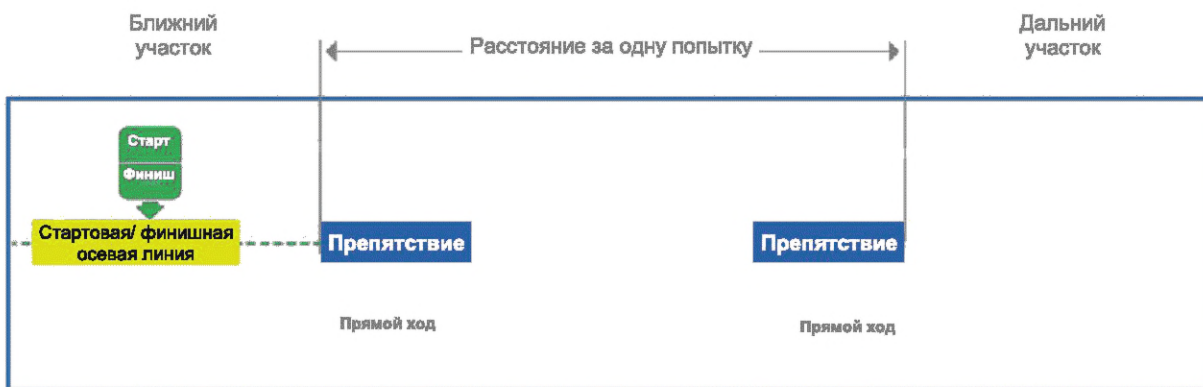 Ближний
участок
Расстояние за одну попытку
Дальний
участок
Старт
Финиш
Стартовая/ финишная
осевая линия
Препятствие
Препятствие
Прямой ход
Прямой ход